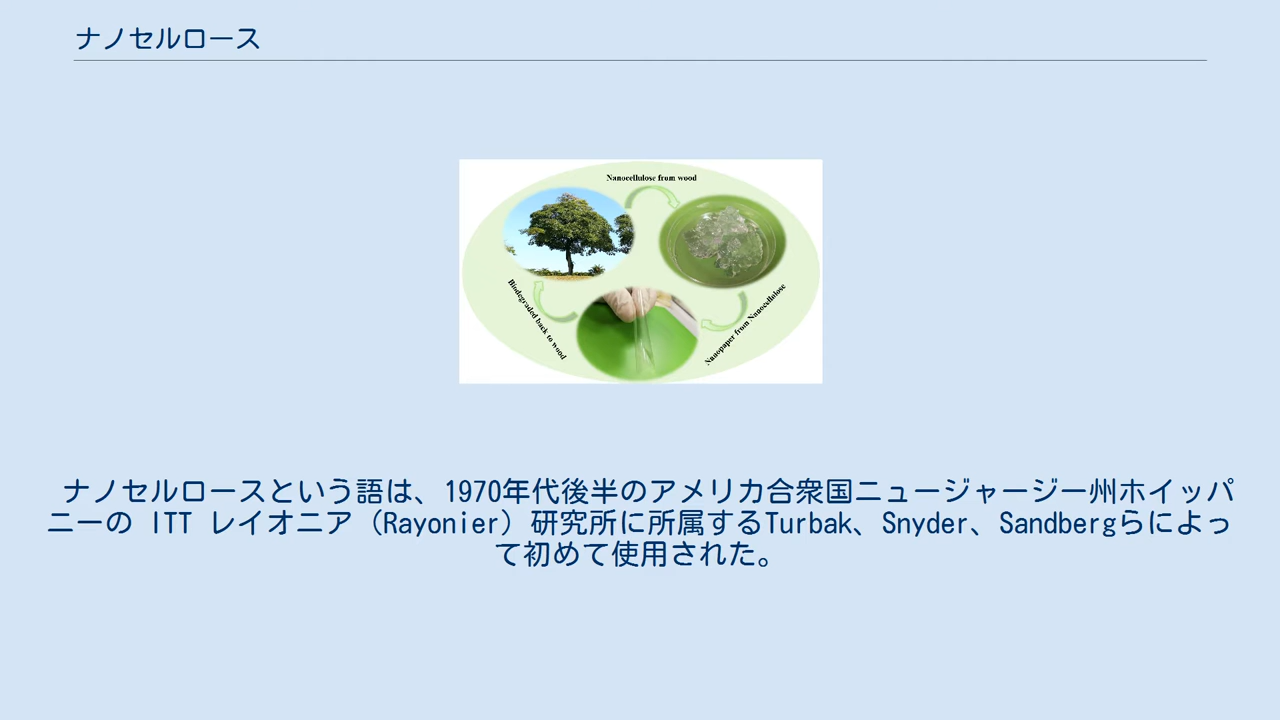 ナノセルロース
Nanocellulose from wood
Biodegraded back to wood
Nanopaper from Nanocellulose
ナノセルロースという語は、1970年代後半のアメリカ合衆国ニュージャージー州ホイッパ
ニーの ITT レイオニア（Rayonier）研究所に所属するTurbak、Snyder、Sandbergらによっ
て初めて使用された。